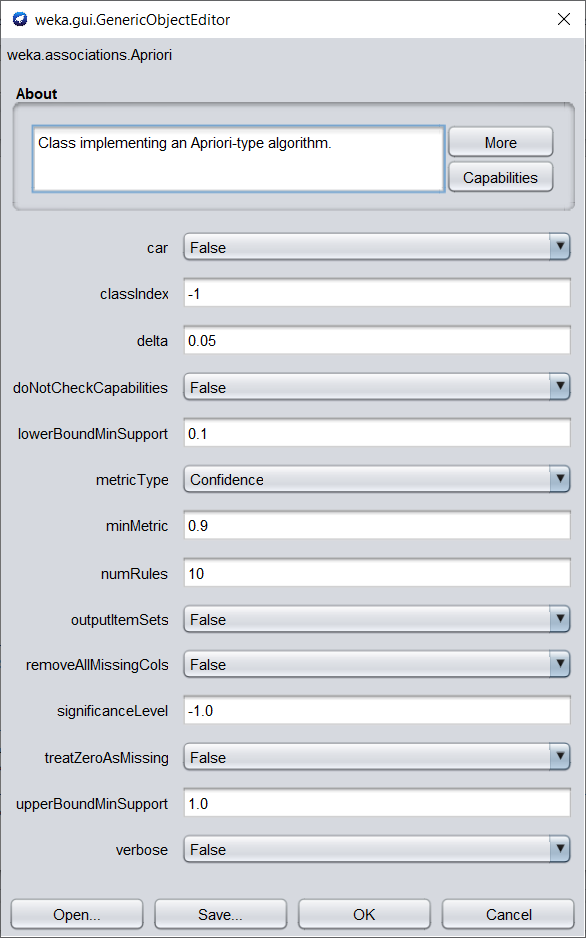 weka.gui.GenericObjectEditor
weka.associations.Apriori
About
Class implementing an Apriori-type algorithm.
More
Capabilities
car False
classIndex -1
delta 0.05
doNotCheckCapabilities False
lowerBoundMinSupport 0.1
metricType Confidence
minMetric 0.9
numRules 10
outputItemSets False
removeAllMissingCols False
significanceLevel -1.0
treatZeroAsMissing False
upperBoundMinSupport 1.0
verbose False
Open... Save... OK Cancel